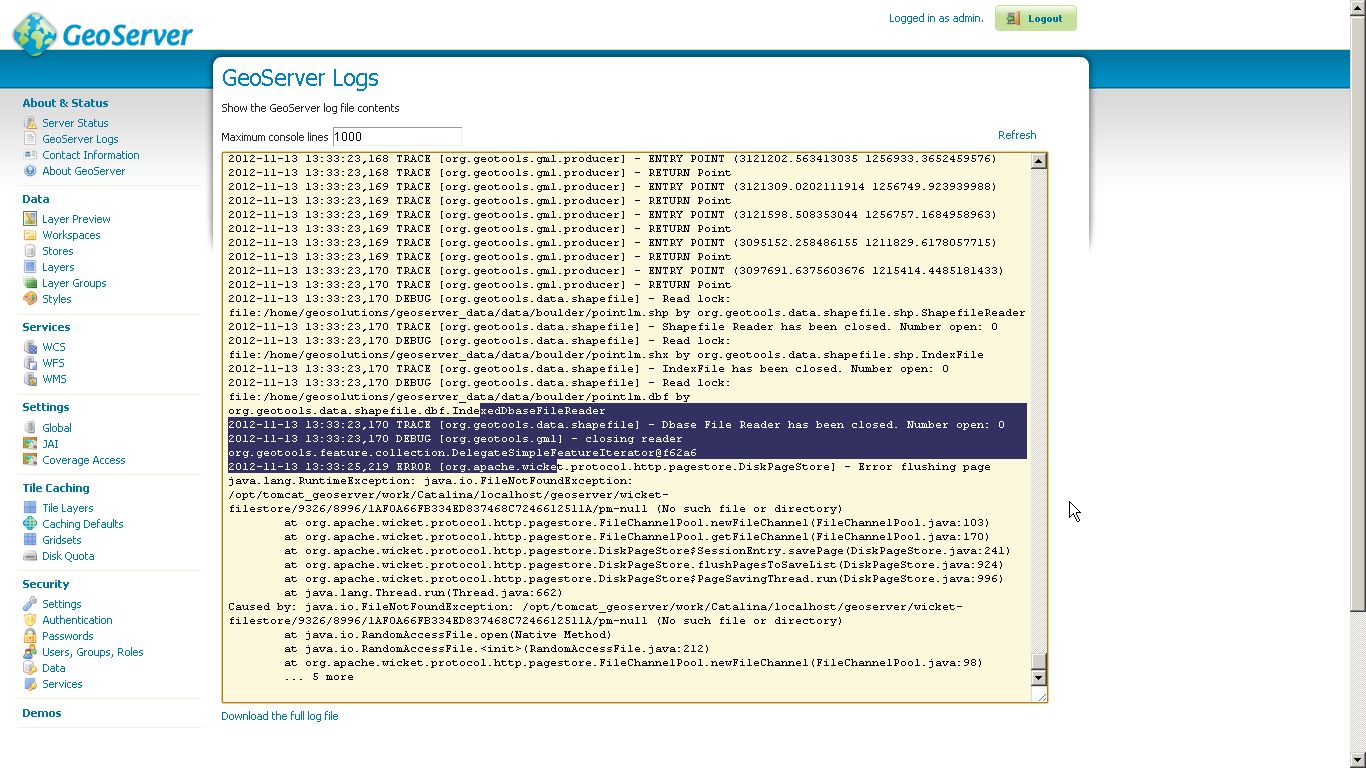 GeoServer
Logged in as admin.
Logout
About & Status
Server Status
GeoServer Logs
Contact Information
About GeoServer
Data
Layer Preview
Workspaces
Stores
Layers
Layer Groups
Styles
Services
WCS
WFS
WMS
Settings
Global
JAI
Coverage Access
Tile Caching
Tile Layers
Caching Defaults
Gridsets
Disk Quota
Security
Settings
Authentication
Passwords
Users, Groups, Roles
Data
Services
Demos
GeoServer Logs
Show the GeoServer log file contents
Maximum console lines 1000
Refresh
2012-11-13 13:33:23,168 TRACE [org.geotools.gml.producer] - ENTRY POINT (3121202.563413035 1256933.3652459576)
2012-11-13 13:33:23,168 TRACE [org.geotools.gml.producer] - RETURN Point
2012-11-13 13:33:23,169 TRACE [org.geotools.gml.producer] - ENTRY POINT (3121309.0202111914 1256749.923939988)
2012-11-13 13:33:23,169 TRACE [org.geotools.gml.producer] - RETURN Point
2012-11-13 13:33:23,169 TRACE [org.geotools.gml.producer] - ENTRY POINT (3121598.508353044 1256757.1684958963)
2012-11-13 13:33:23,169 TRACE [org.geotools.gml.producer] - RETURN Point
2012-11-13 13:33:23,169 TRACE [org.geotools.gml.producer] - ENTRY POINT (3095152.258486155 1211829.6178057715)
2012-11-13 13:33:23,169 TRACE [org.geotools.gml.producer] - RETURN Point
2012-11-13 13:33:23,170 TRACE [org.geotools.gml.producer] - ENTRY POINT (3097691.6375603676 1215414.4485181433)
2012-11-13 13:33:23,170 TRACE [org.geotools.gml.producer] - RETURN Point
2012-11-13 13:33:23,170 DEBUG [org.geotools.data.shapefile] - Read lock:
file:/home/geosolutions/geoserver_data/data/boulder/pointlm.shp by org.geotools.data.shapefile.shp.ShapefileReader
2012-11-13 13:33:23,170 TRACE [org.geotools.data.shapefile] - Shapefile Reader has been closed. Number open: 0
2012-11-13 13:33:23,170 DEBUG [org.geotools.data.shapefile] - Read lock:
file:/home/geosolutions/geoserver_data/data/boulder/pointlm.shx by org.geotools.data.shapefile.shp.IndexFile
2012-11-13 13:33:23,170 TRACE [org.geotools.data.shapefile] - IndexFile has been closed. Number open: 0
2012-11-13 13:33:23,170 DEBUG [org.geotools.data.shapefile] - Read lock:
file:/home/geosolutions/geoserver_data/data/boulder/pointlm.dbf by
org.geotools.data.shapefile.dbf.IndexedDbaseFileReader
2012-11-13 13:33:23,170 TRACE [org.geotools.data.shapefile] - Dbase File Reader has been closed. Number open: 0
2012-11-13 13:33:23,170 DEBUG [org.geotools.gml] - closing reader
org.geotools.feature.collection.DelegateSimpleFeatureIterator@f62a6
2012-11-13 13:33:25,219 ERROR [org.apache.wicket.protocol.http.pagestore.DiskPageStore] - Error flushing page
java.lang.RuntimeException: java.io.FileNotFoundException:
/opt/tomcat_geoserver/work/Catalina/localhost/geoserver/wicket-
filestore/9326/8996/1AF0A66FB334ED837468C7246612511A/pm-null (No such file or directory)
at org.apache.wicket.protocol.http.pagestore.FileChannelPool.newFileChannel(FileChannelPool.java:103)
at org.apache.wicket.protocol.http.pagestore.FileChannelPool.getFileChannel(FileChannelPool.java:170)
at org.apache.wicket.protocol.http.pagestore.DiskPageStore$SessionEntry.savePage(DiskPageStore.java:241)
at org.apache.wicket.protocol.http.pagestore.DiskPageStore.flushPagesToSaveList(DiskPageStore.java:924)
at org.apache.wicket.protocol.http.pagestore.DiskPageStore$PageSavingThread.run(DiskPageStore.java:996)
at java.lang.Thread.run(Thread.java:662)
Caused by: java.io.FileNotFoundException: /opt/tomcat_geoserver/work/Catalina/localhost/geoserver/wicket-
filestore/9326/8996/1AF0A66FB334ED837468C7246612511A/pm-null (No such file or directory)
at java.io.RandomAccessFile.open(Native Method)
at java.io.RandomAccessFile.<init>(RandomAccessFile.java:212)
at org.apache.wicket.protocol.http.pagestore.FileChannelPool.newFileChannel(FileChannelPool.java:98)
... 5 more
Download the full log file